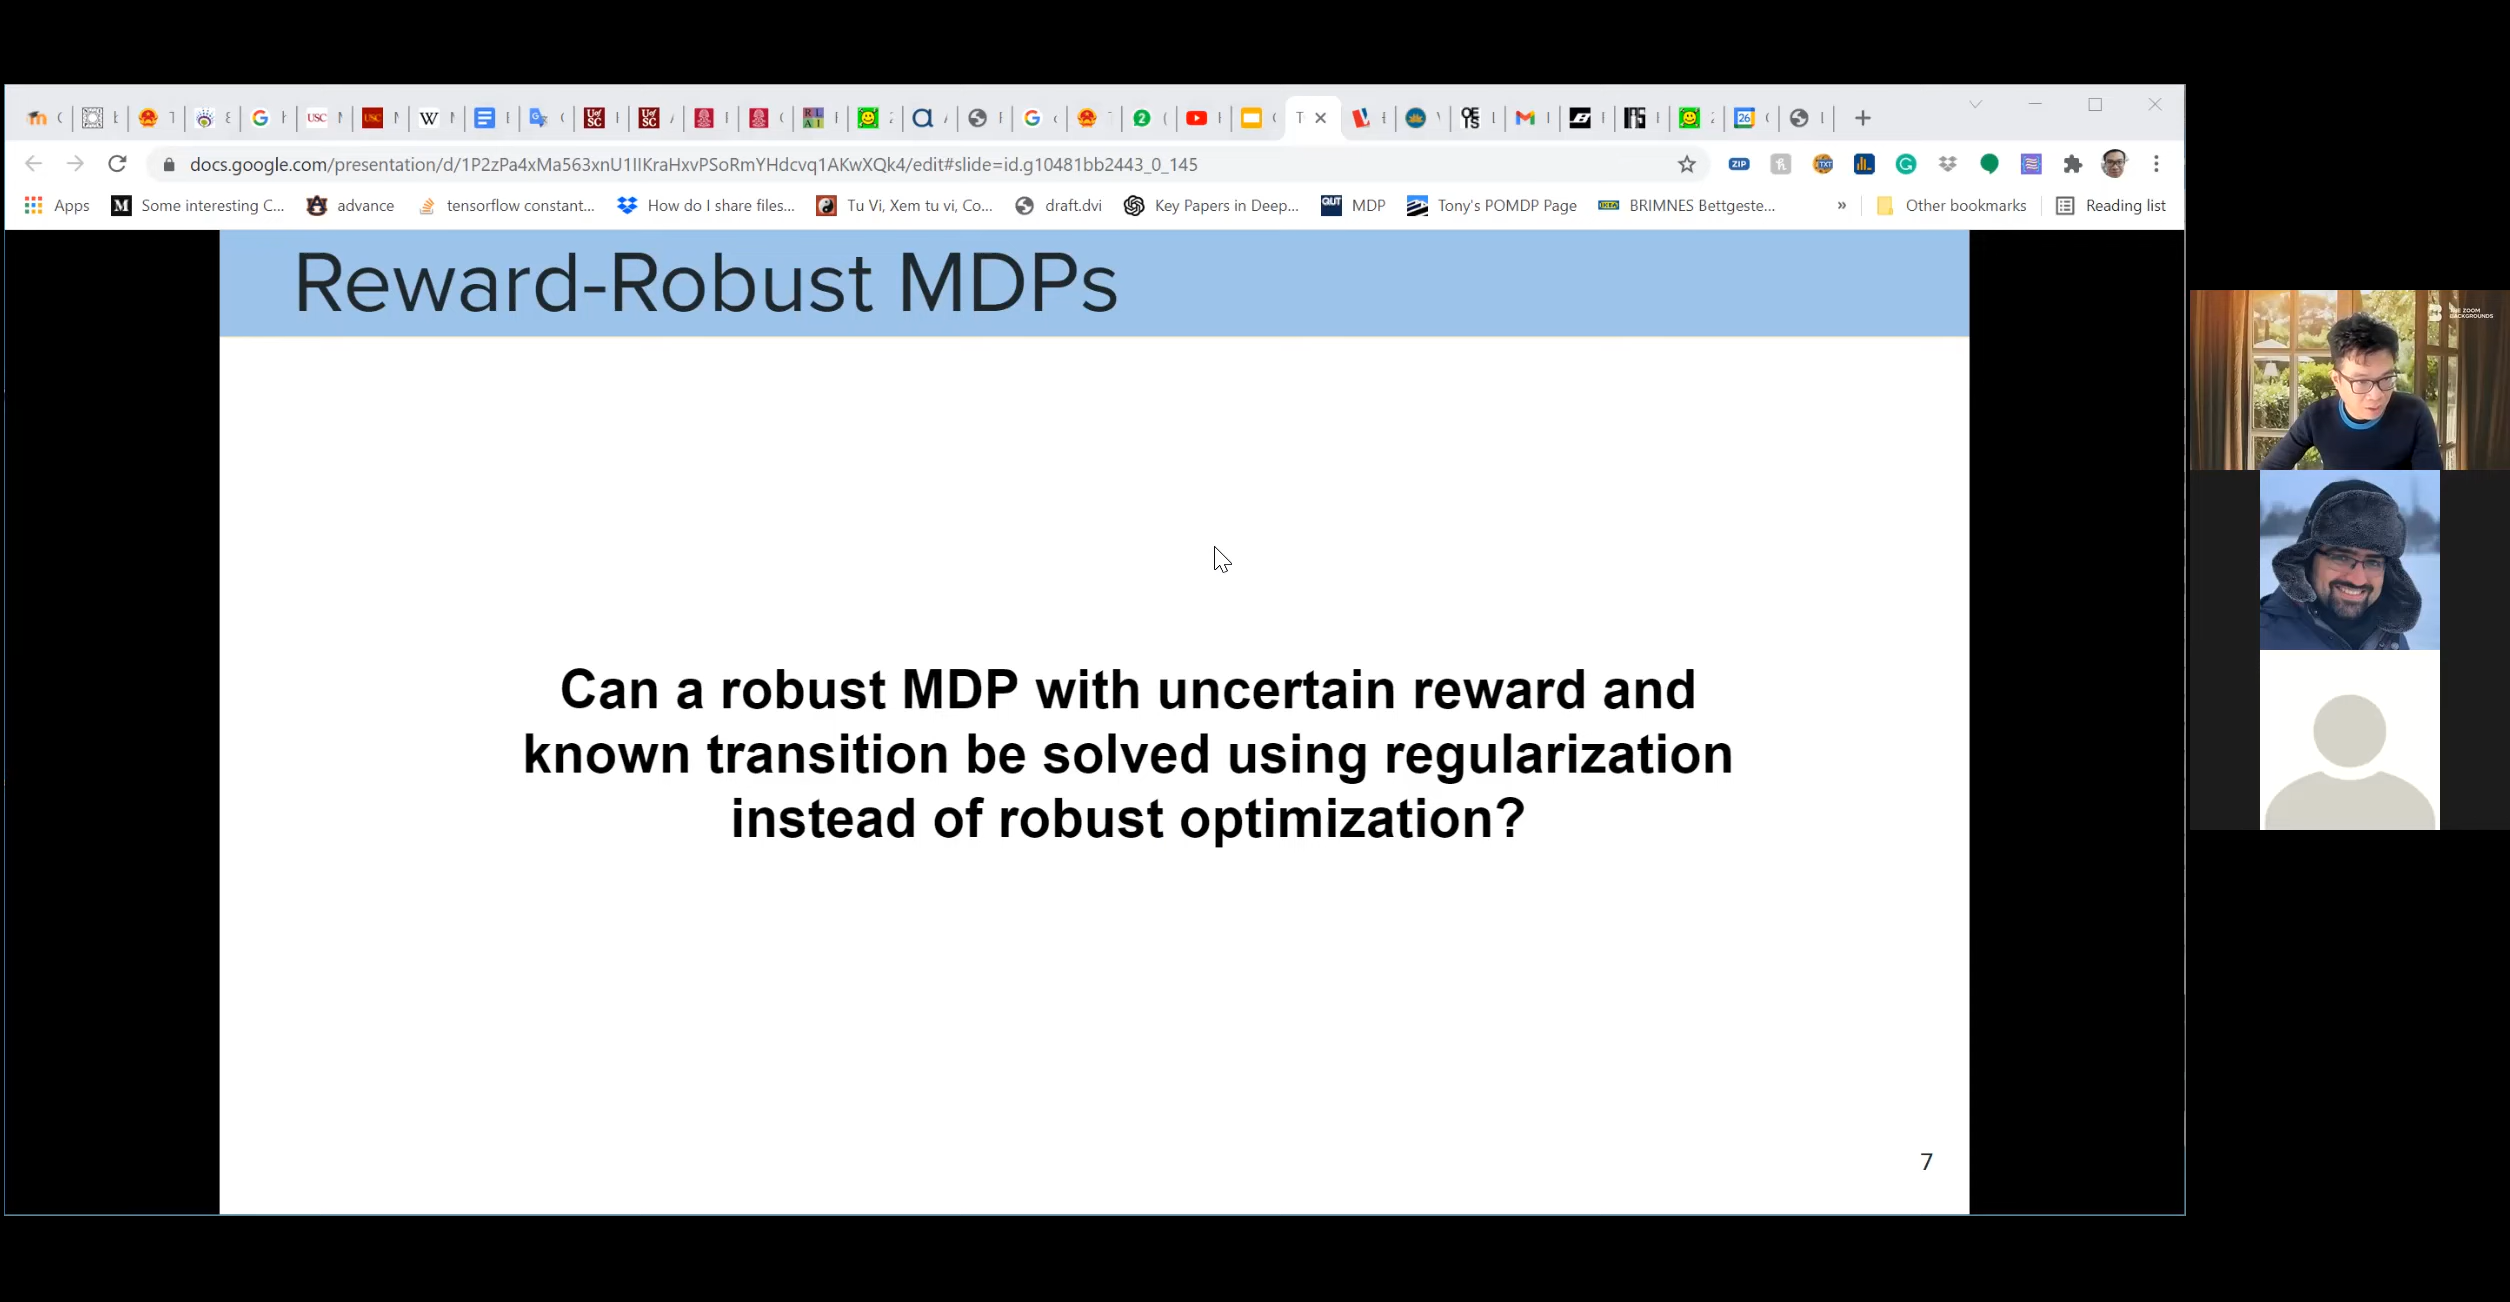 docs.google.com/presentation/d/1P2zPa4xMa563xnU1IIKraHxvPSoRmYHdcvq1AKwXQk4/edit#slide=id.g10481bb2443_0_145
Apps
Some interesting C...
advance
tensorflow constant...
How do I share files...
Tu Vi, Xem tu vi, Co...
draft.dvi
Key Papers in Deep...
MDP
Tony's POMDP Page
BRIMNES Bettgeste...
»
Other bookmarks
Reading list
Reward-Robust MDPs
Can a robust MDP with uncertain reward and
known transition be solved using regularization
instead of robust optimization?
7